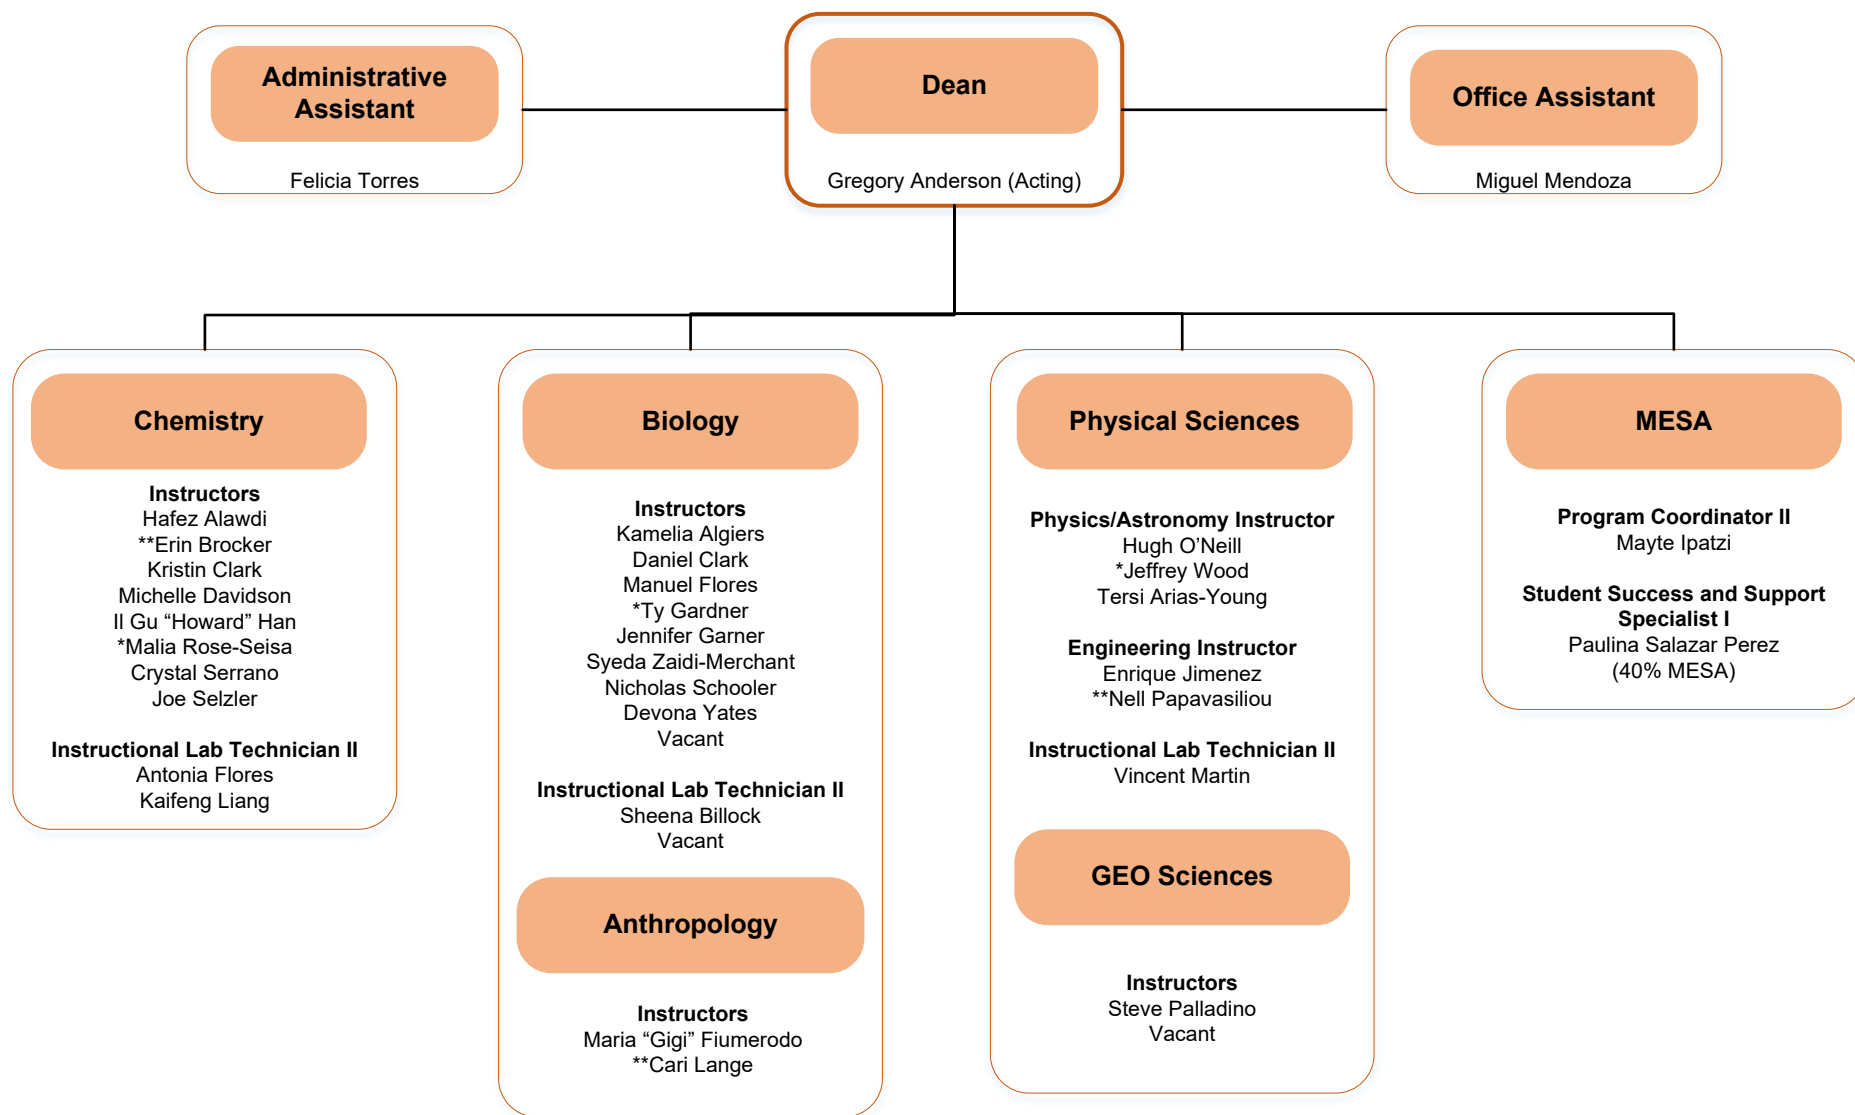 Administrative
Assistant
Felicia Torres
Dean
Gregory Anderson (Acting)
Office Assistant
Miguel Mendoza
Chemistry
Instructors
Hafez Alawdi
**Erin Brocker
Kristin Clark
Michelle Davidson
Il Gu “Howard” Han
*Malia Rose-Seisa
Crystal Serrano
Joe Selzler
Instructional Lab Technician II
Antonia Flores
Kaifeng Liang
Biology
Instructors
Kamelia Algiers
Daniel Clark
Manuel Flores
*Ty Gardner
Jennifer Garner
Syeda Zaidi-Merchant
Nicholas Schooler
Devona Yates
Vacant
Instructional Lab Technician II
Sheena Billock
Vacant
Anthropology
Instructors
Maria “Gigi” Fiumerodo
**Cari Lange
Physical Sciences
Physics/Astronomy Instructor
Hugh O’Neill
*Jeffrey Wood
Tersi Arias-Young
Engineering Instructor
Enrique Jimenez
**Nell Papavasiliou
Instructional Lab Technician II
Vincent Martin
GEO Sciences
Instructors
Steve Palladino
Vacant
MESA
Program Coordinator II
Mayte Ipatzi
Student Success and Support
Specialist I
Paulina Salazar Perez
(40% MESA)